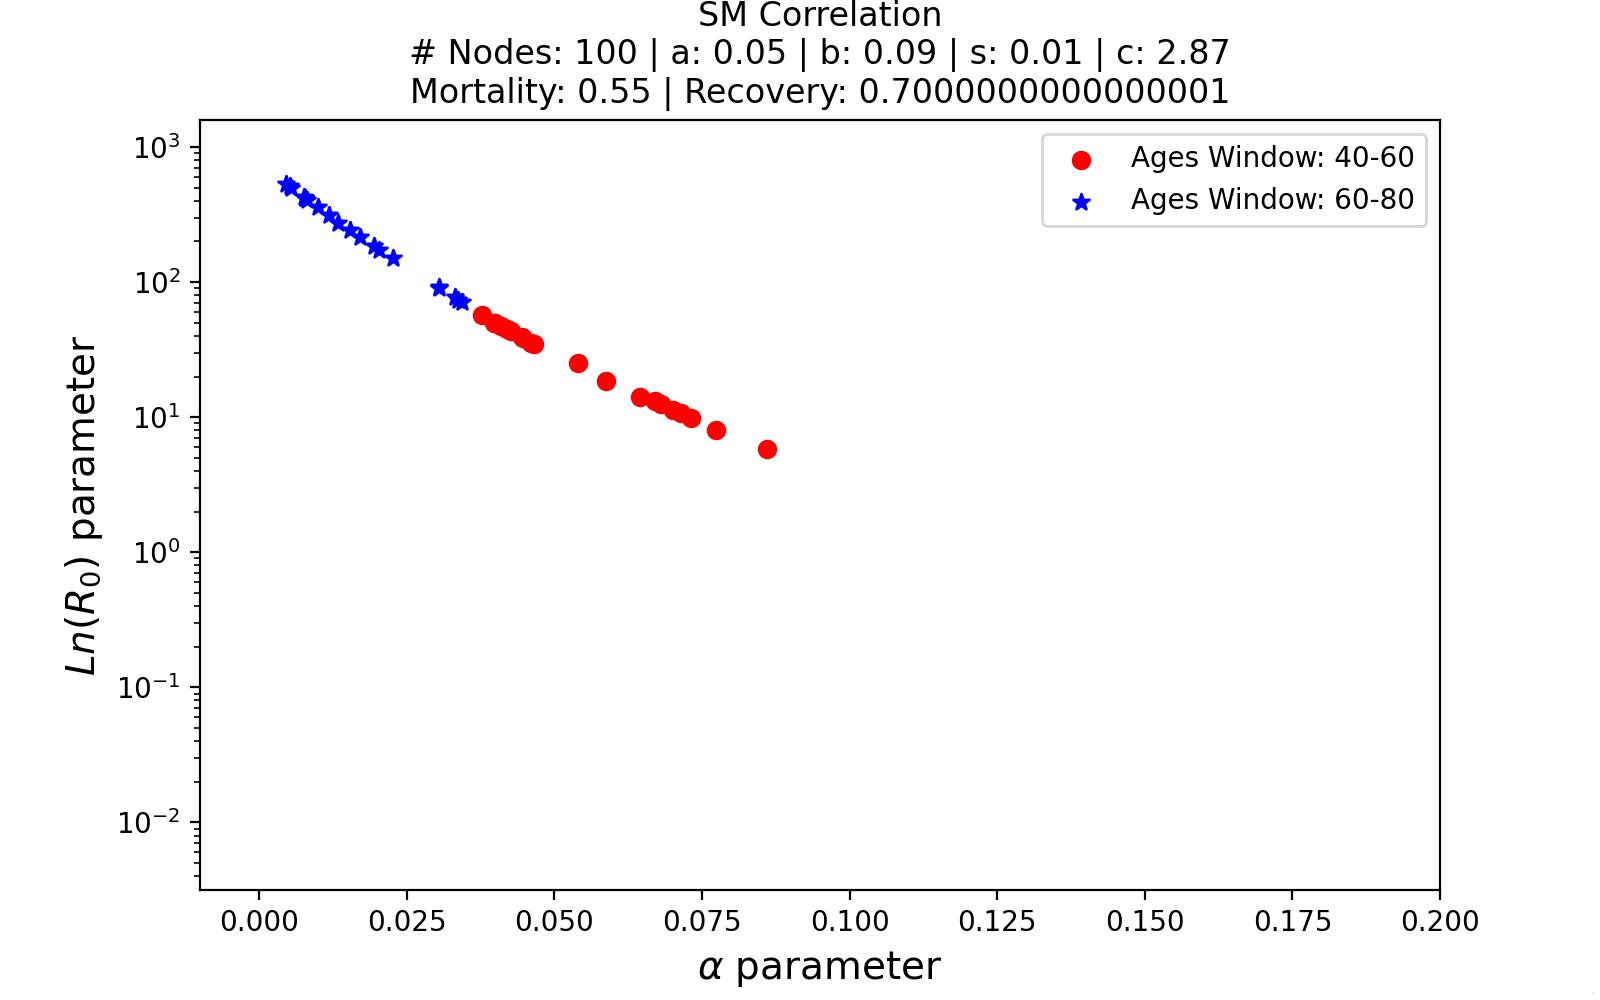 SM Correlation
# Nodes: 100 | a: 0.05 | b: 0.09 | s: 0.01 | c: 2.87
Mortality: 0.55 | Recovery: 0.7000000000000001
Ages Window: 40-60
Ages Window: 60-80
10³
10²
10¹
10⁰
10⁻¹
10⁻²
Ln(R₀) parameter
0.000 0.025 0.050 0.075 0.100 0.125 0.150 0.175 0.200
α parameter